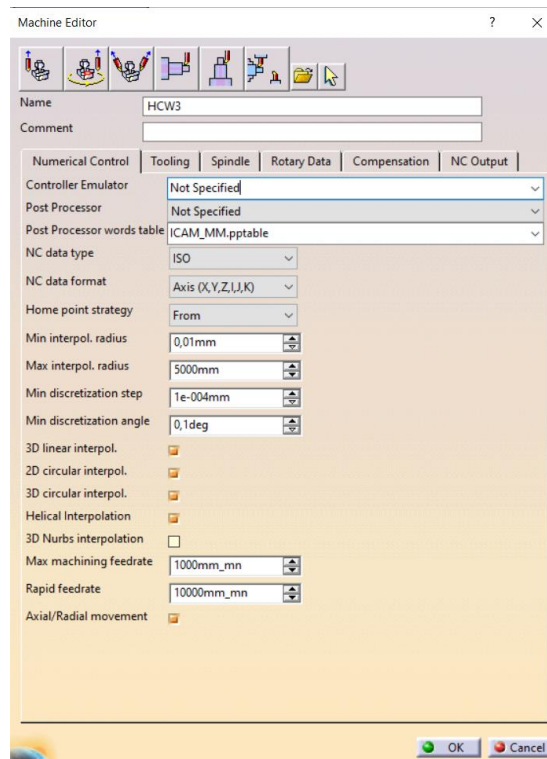 Machine Editor ? ×
Name HCW3
Comment
Numerical Control Tooling Spindle Rotary Data Compensation NC Output
Controller Emulator Not Specified
Post Processor Not Specified
Post Processor words table ICAM_MM.pptable
NC data type ISO
NC data format Axis (X,Y,Z,I,J,K)
Home point strategy From
Min interpol. radius 0,01mm
Max interpol. radius 5000mm
Min discretization step 1e-004mm
Min discretization angle 0,1deg
3D linear interpol.
2D circular interpol.
3D circular interpol.
Helical Interpolation
3D Nurbs interpolation
Max machining feedrate 1000mm_mn
Rapid feedrate 10000mm_mn
Axial/Radial movement
OK Cancel